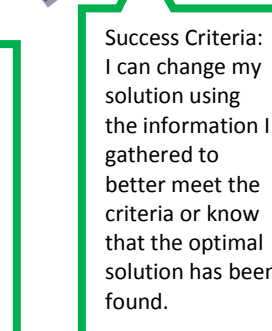 Success Criteria:
I can change my
solution using
the information I
gathered to
better meet the
criteria or know
that the optimal
solution has been
found.